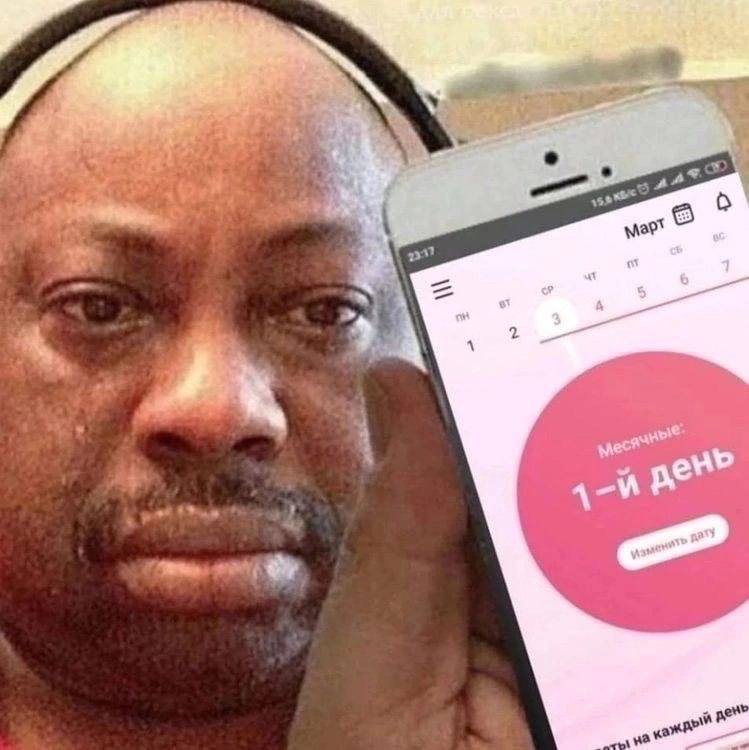 23:17 15,6 КБ/с
Март
ПН ВТ СР ЧТ ПТ СБ ВС
1 2 3 4 5 6 7
Месячные:
1-й день
Изменить дату
на каждый день